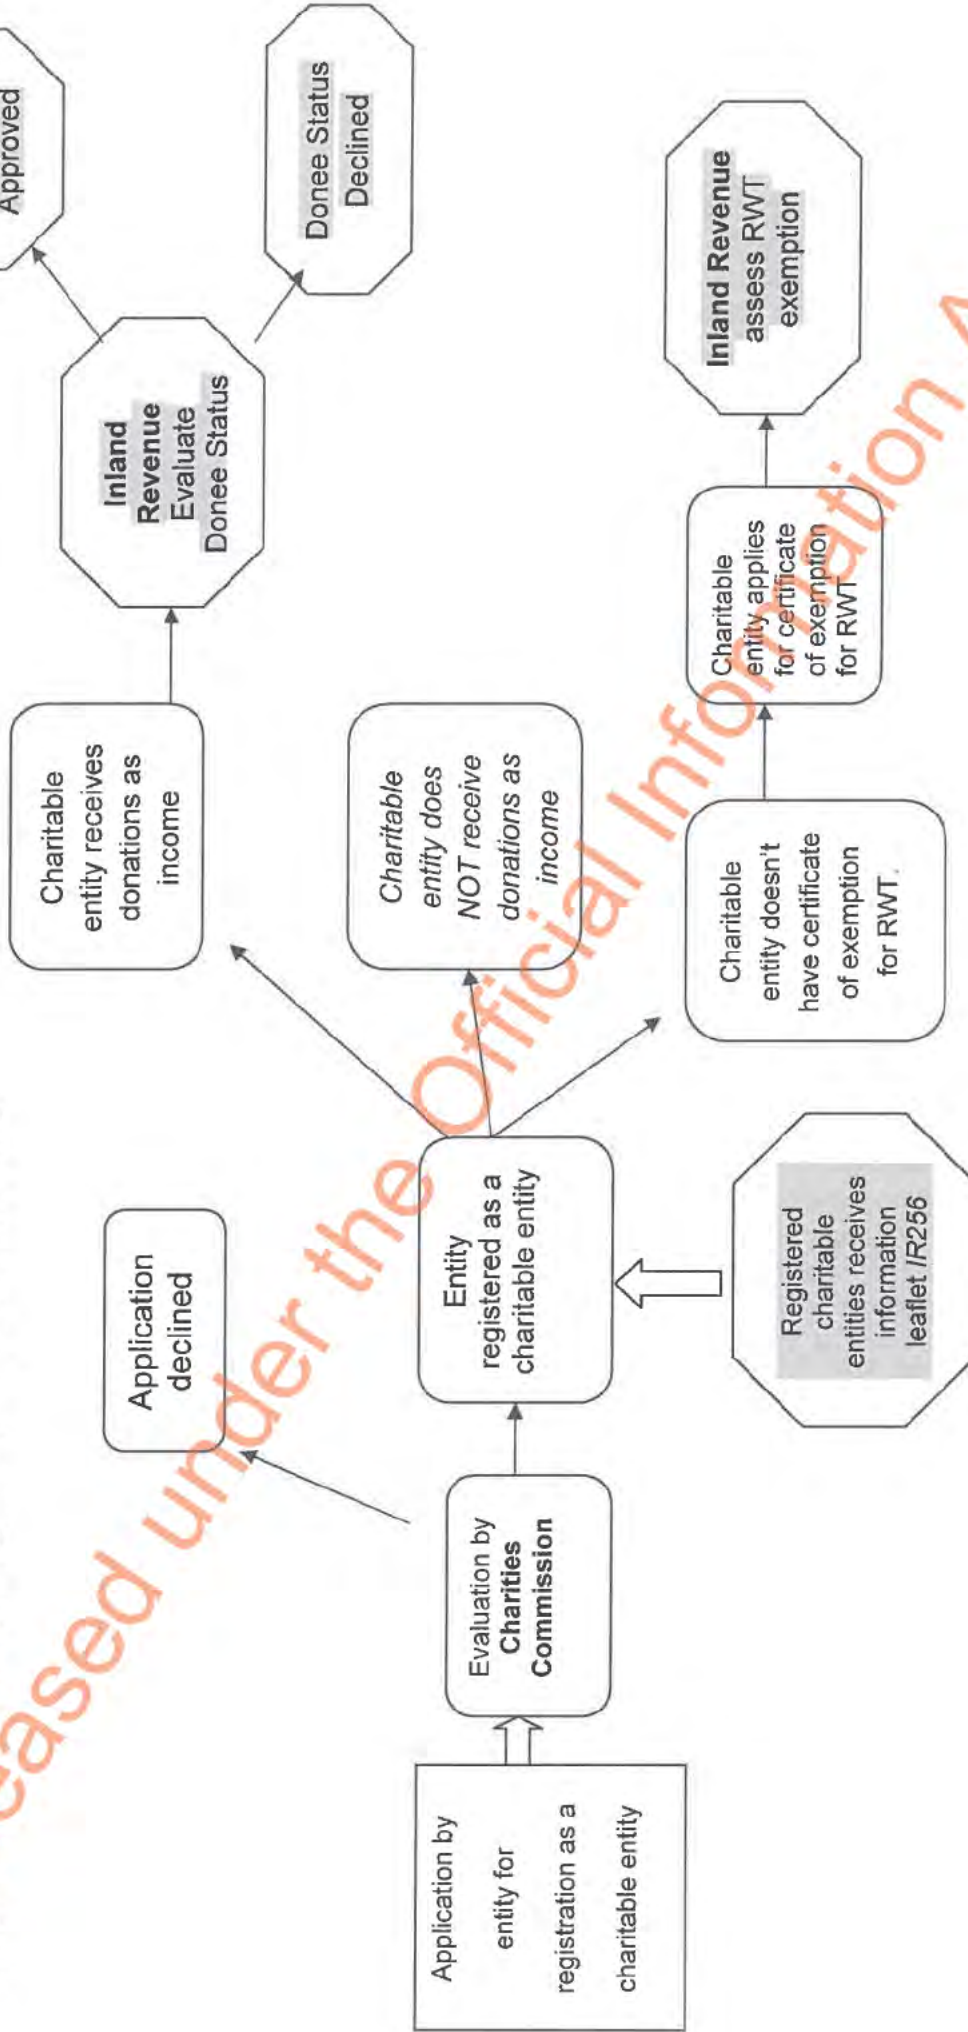 Application by
entity for
registration as a
charitable entity
Evaluation by
Charities
Commission
Application
declined
Entity
registered as a
charitable entity
Registered
charitable
entities receives
information
leaflet IR256
Charitable
entity receives
donations as
income
Charitable
entity does
NOT receive
donations as
income
Charitable
entity doesn't
have certificate
of exemption
for RWT.
Inland
Revenue
Evaluate
Donee Status
Charitable
entity applies
for certificate
of exemption
for RWT
Approved
Donee Status
Declined
Inland Revenue
assess RWT
exemption
under the Official Information